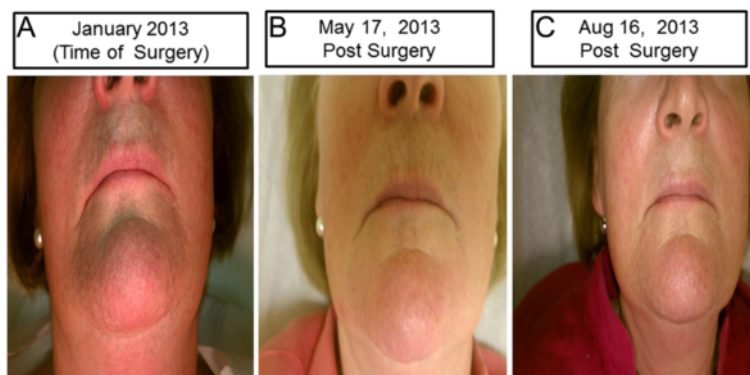 A
January 2013
(Time of Surgery)
B
May 17, 2013
Post Surgery
C
Aug 16, 2013
Post Surgery